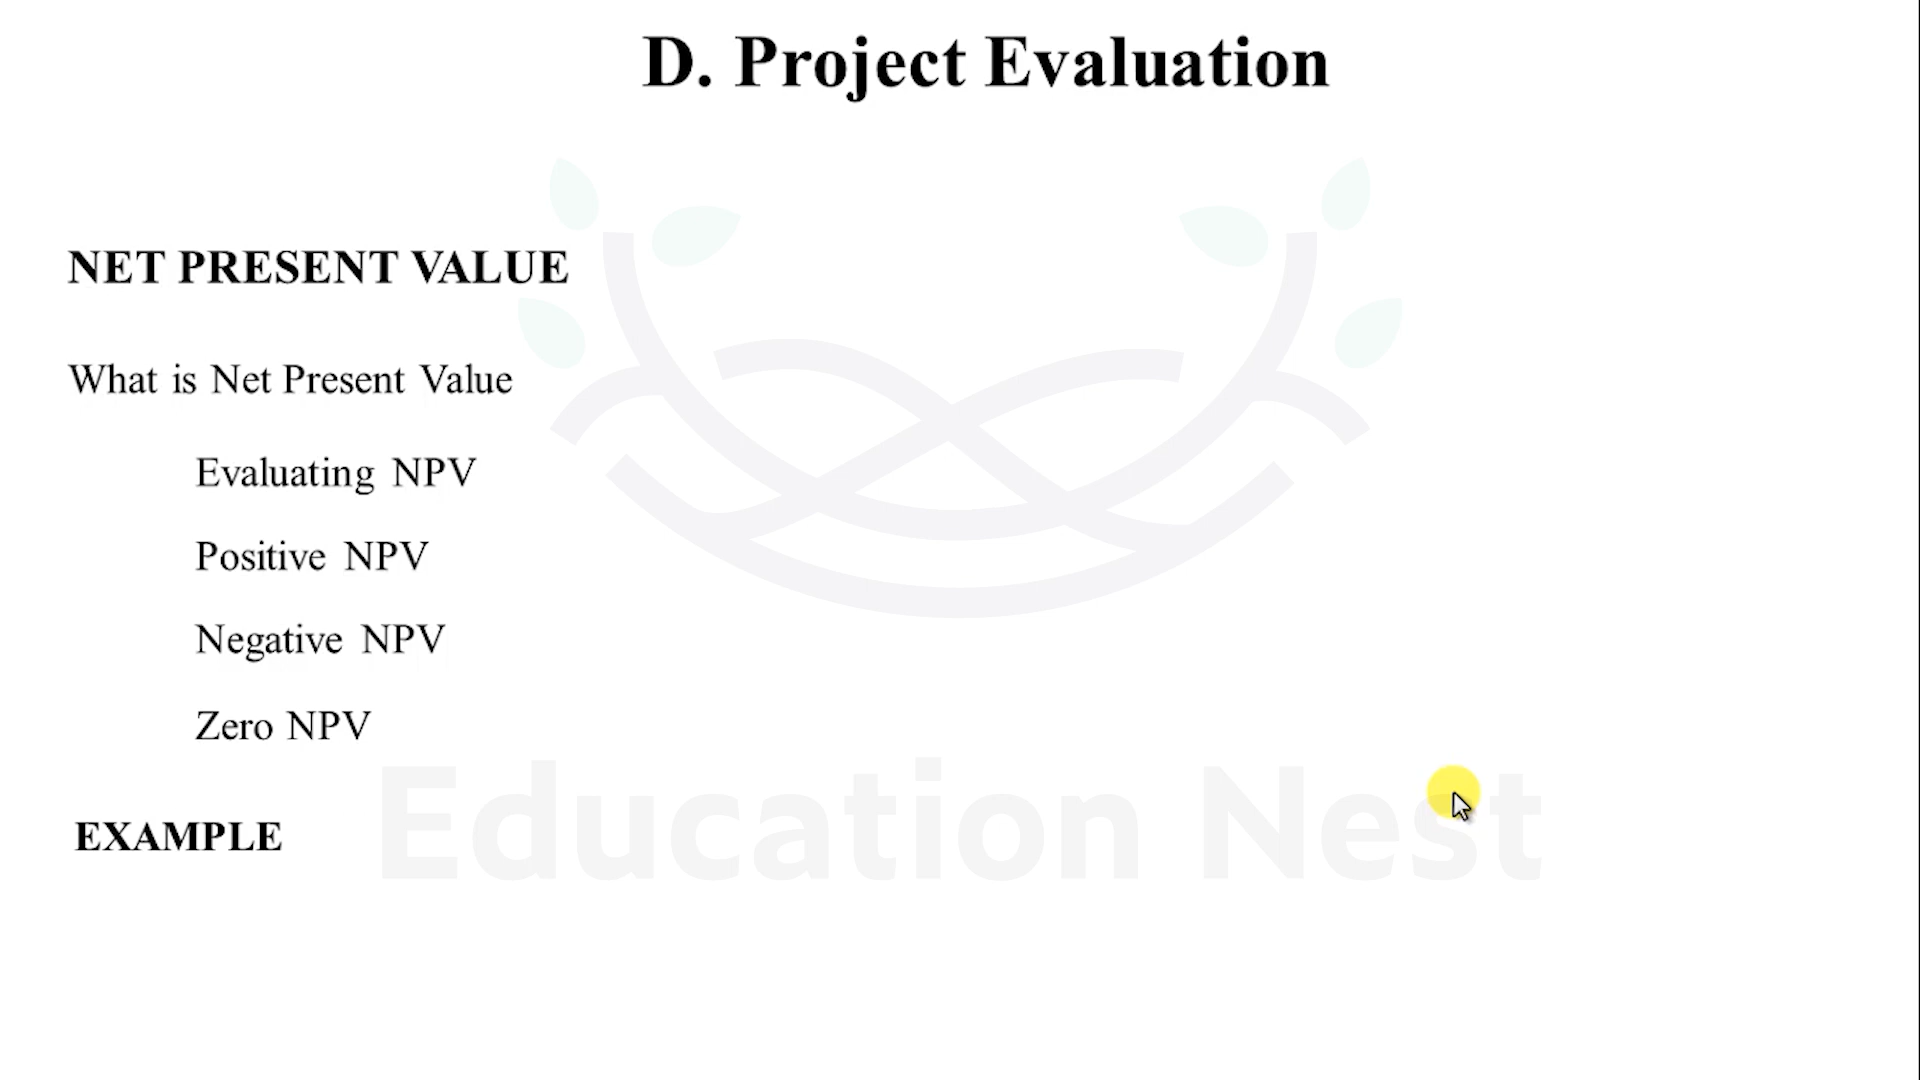 D. Project Evaluation
NET PRESENT VALUE
What is Net Present Value
Evaluating NPV
Positive NPV
Negative NPV
Zero NPV
EXAMPLE
Education Nest